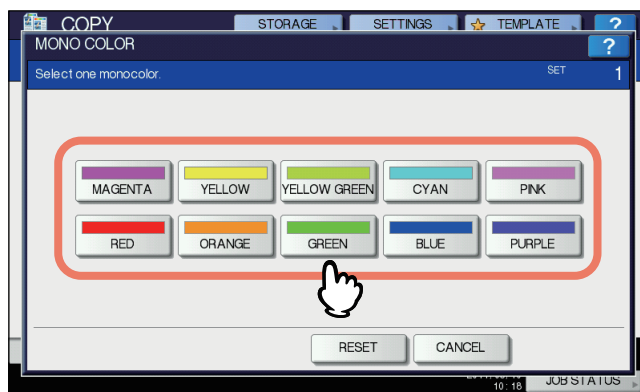 COPY STORAGE SETTINGS TEMPLATE ?
MONO COLOR ?
Select one monocolor. SET 1
MAGENTA YELLOW YELLOW GREEN CYAN PINK
RED ORANGE GREEN BLUE PURPLE
RESET CANCEL
10:18 JOB STATUS